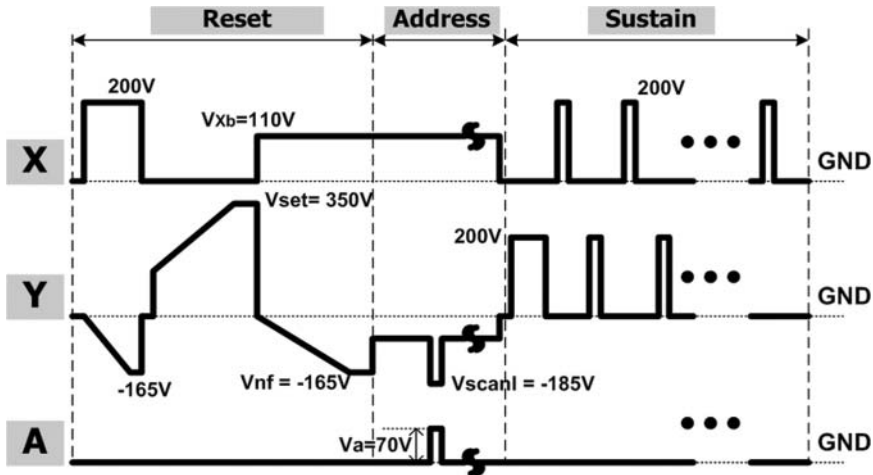 Reset Address Sustain
200V
200V
VXb=110V
X
GND
Vset= 350V
200V
Y
GND
-165V
Vnf = -165V
Vscanl = -185V
A
Va=70V
GND